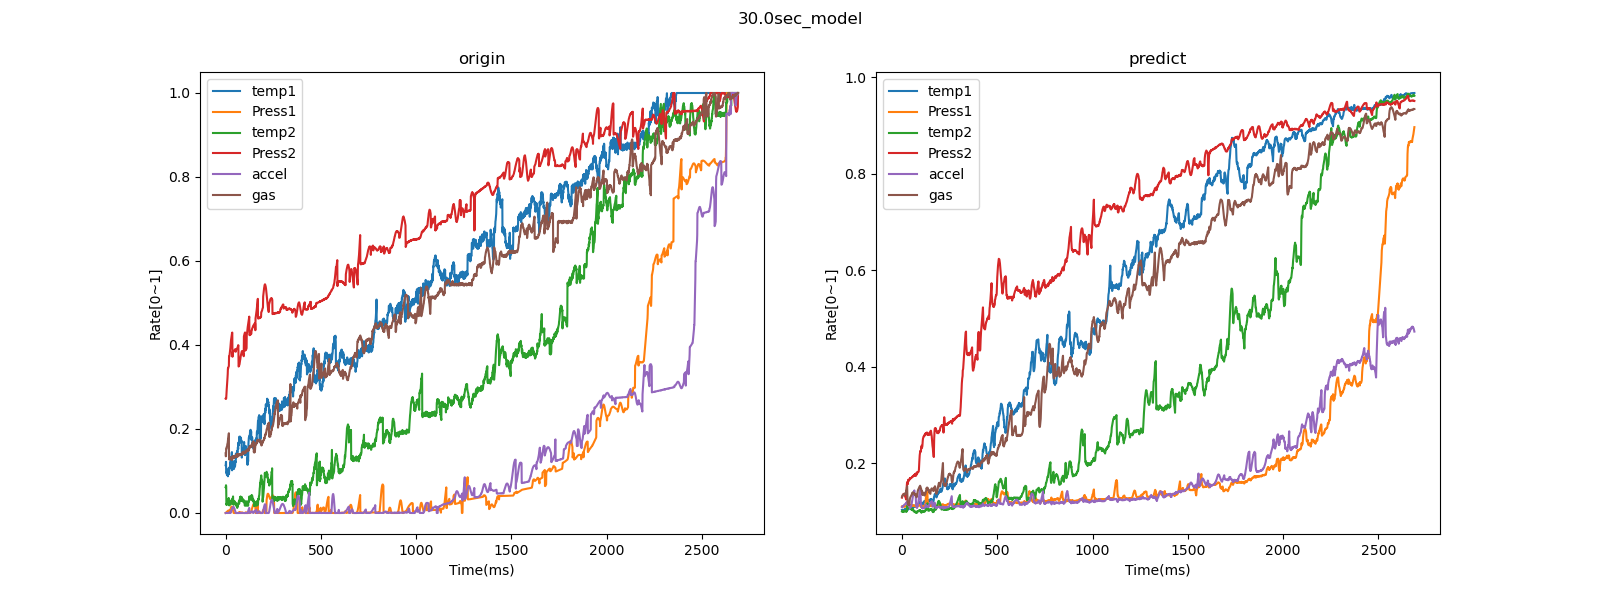 30.0sec_model
origin
temp1
Press1
temp2
Press2
accel
gas
Rate[0~1]
1.0
0.8
0.6
0.4
0.2
0.0
0
500
1000
1500
2000
2500
Time(ms)
predict
temp1
Press1
temp2
Press2
accel
gas
Rate[0~1]
1.0
0.8
0.6
0.4
0.2
0
500
1000
1500
2000
2500
Time(ms)